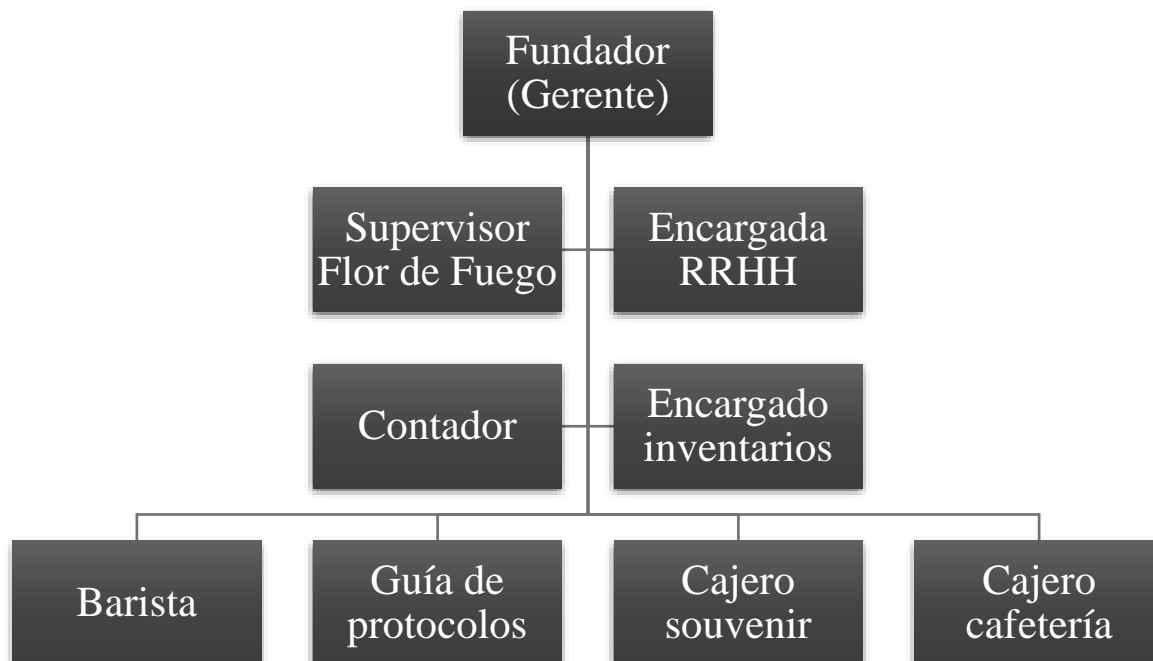 Fundador
(Gerente)
Supervisor
Flor de Fuego
Encargada
RRHH
Contador
Encargado
inventarios
Barista
Guía de
protocolos
Cajero
souvenir
Cajero
cafetería